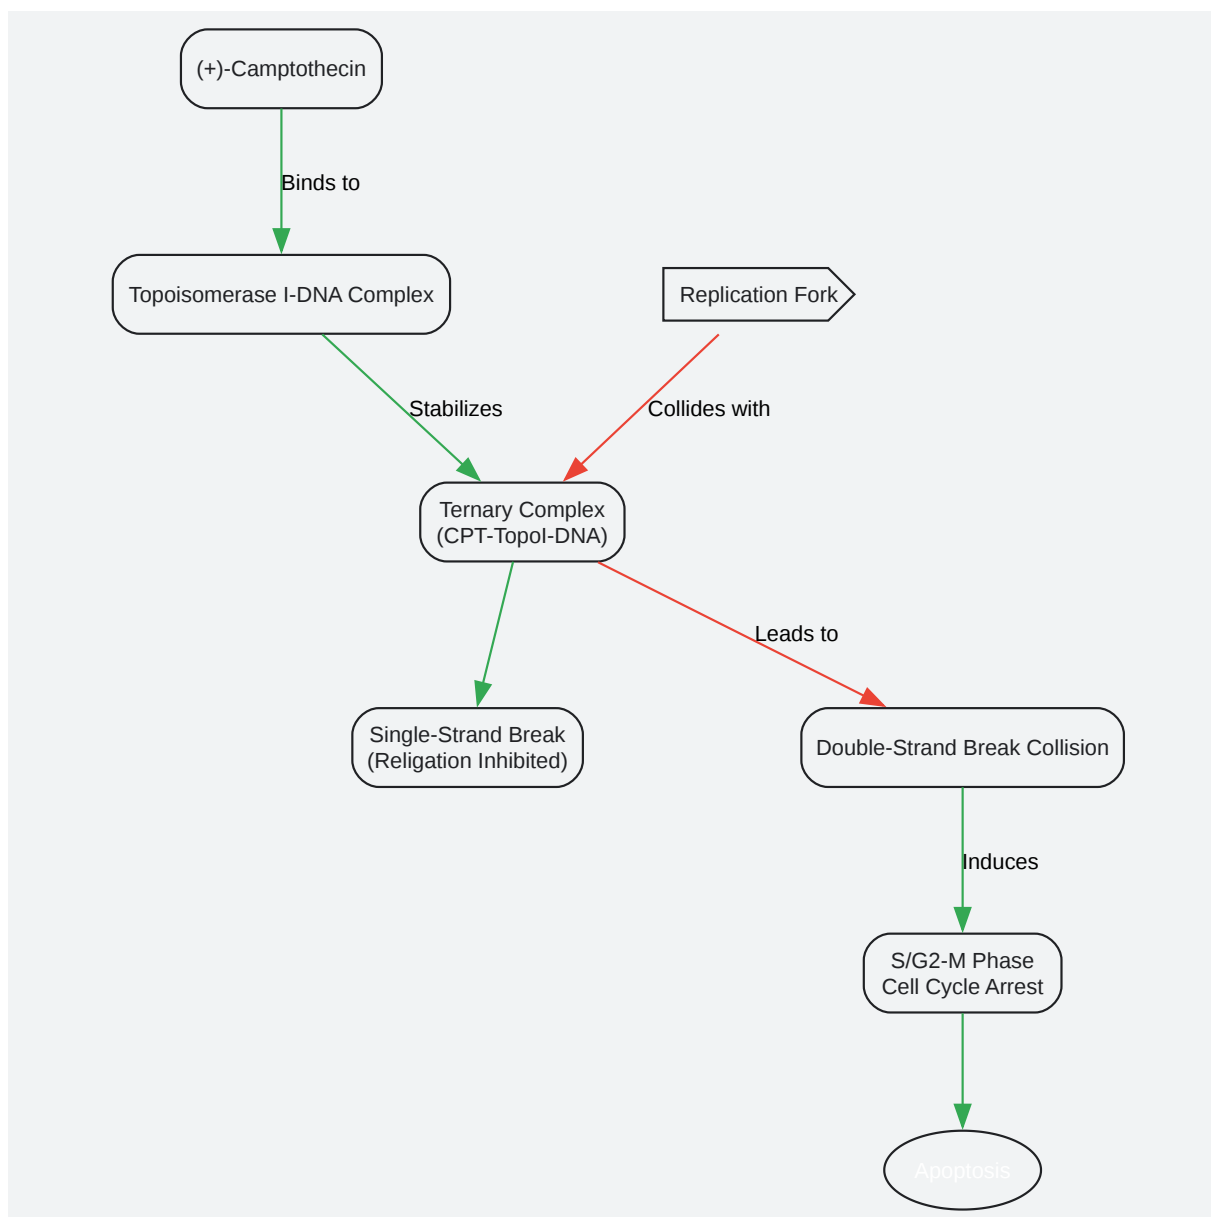 (+)-Camptothecin
Binds to
Topoisomerase I-DNA Complex
Replication Fork
Stabilizes
Collides with
Ternary Complex
(CPT-TopoI-DNA)
Leads to
Single-Strand Break
(Religation Inhibited)
Double-Strand Break Collision
Induces
S/G2-M Phase
Cell Cycle Arrest
Apoptosis